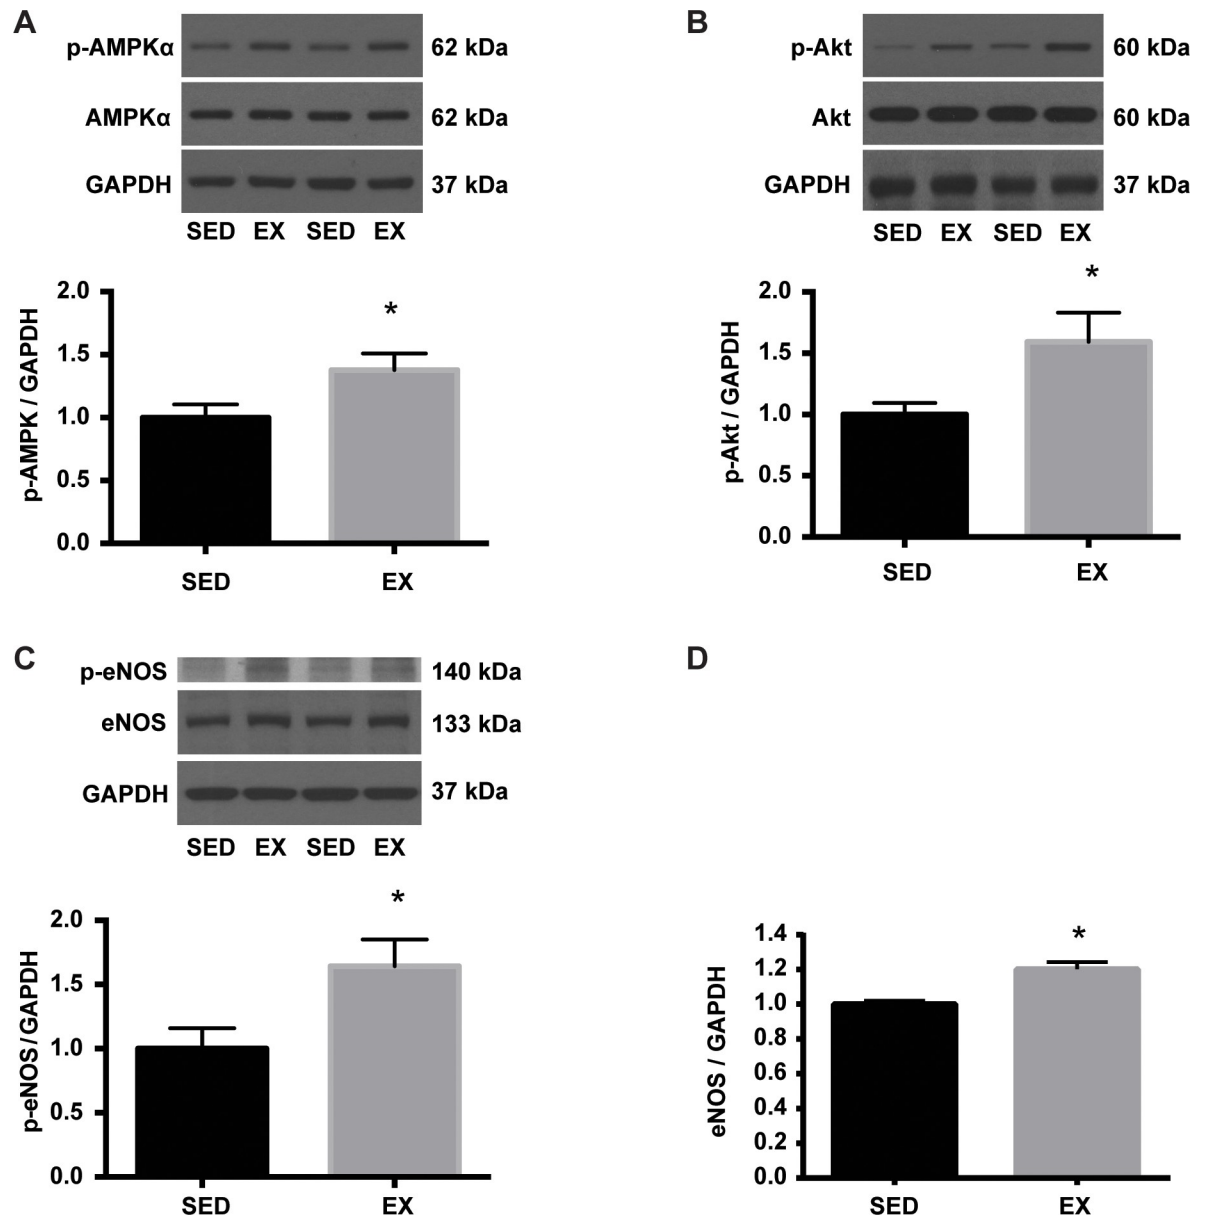 A
p-AMPKα 62 kDa
AMPKα 62 kDa
GAPDH 37 kDa
SED EX SED EX
p-AMPK / GAPDH
2.0
*
1.5
1.0
0.5
0.0
SED EX
B
p-Akt 60 kDa
Akt 60 kDa
GAPDH 37 kDa
SED EX SED EX
p-Akt / GAPDH
*
2.0
1.5
1.0
0.5
0.0
SED EX
C
p-eNOS 140 kDa
eNOS 133 kDa
GAPDH 37 kDa
SED EX SED EX
p-eNOS/GAPDH
*
2.0
1.5
1.0
0.5
0.0
SED EX
D
eNOS / GAPDH
1.4 *
1.2
1.0
0.8
0.6
0.4
0.2
0.0
SED EX